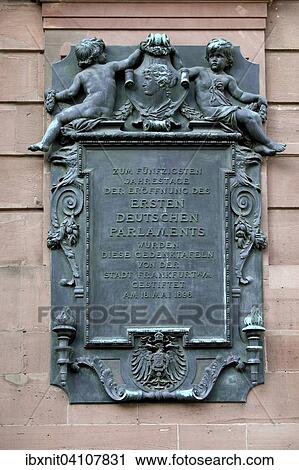 ZUM FÜNFZIGSTEN
JAHRESTAGE
DER ERÖFFNUNG DES
ERSTEN
DEUTSCHEN
PARLAMENTS
WURDEN
DIESE GEDENKTAFELN
VON DER
STADT FRANKFURT A/M
GESTIFTET
AM 18. MAI 1898.
FOTOSEARCH
ibxnit04107831 www.fotosearch.com